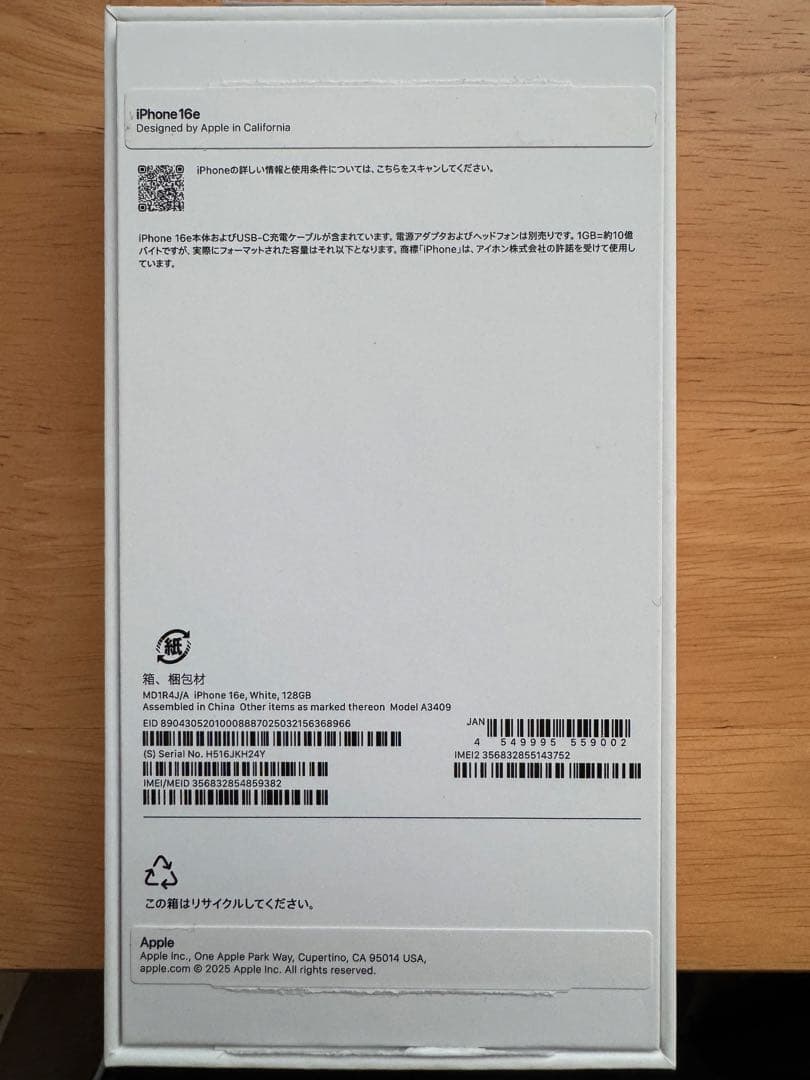 iPhone 16e
Designed by Apple in California
iPhoneの詳しい情報と使用条件については、こちらをスキャンしてください。
iPhone 16e本体およびUSB-C充電ケーブルが含まれています。電源アダプタおよびヘッドフォンは別売りです。1GB=約10億
バイトですが、実際にフォーマットされた容量はそれ以下となります。商標「iPhone」は、アイホン株式会社の許諾を受けて使用し
ています。
紙
箱、梱包材
MD1R4J/A iPhone 16e, White, 128GB
Assembled in China Other items as marked thereon Model A3409
EID 89043052010008887025032156368966
JAN
4 549995 559002
(S) Serial No. H516JKH24Y
IMEI2 356832855143752
IMEI/MEID 356832854859382
この箱はリサイクルしてください。
Apple
Apple Inc., One Apple Park Way, Cupertino, CA 95014 USA,
apple.com © 2025 Apple Inc. All rights reserved.